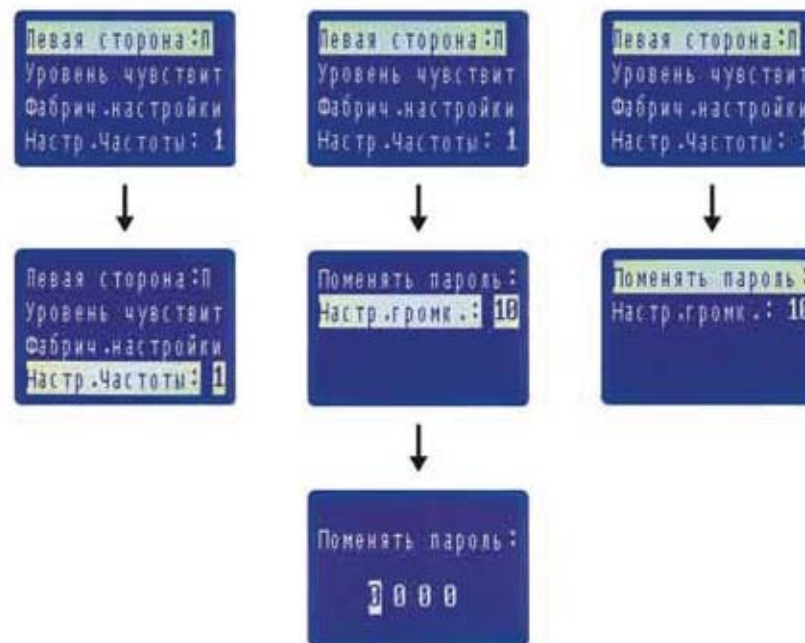 Левая сторона:П
Уровень чувствит
Фабрич.настройки
Настр.Частоты: 1
Левая сторона:П
Уровень чувствит
Фабрич.настройки
Настр.Частоты: 1
Левая сторона:П
Уровень чувствит
Фабрич.настройки
Настр.Частоты: 1
Левая сторона:П
Уровень чувствит
Фабрич.настройки
Настр.Частоты: 1
Поменять пароль:
Настр.громк.: 10
Поменять пароль:
Настр.громк.: 10
Поменять пароль:
0 0 0 0